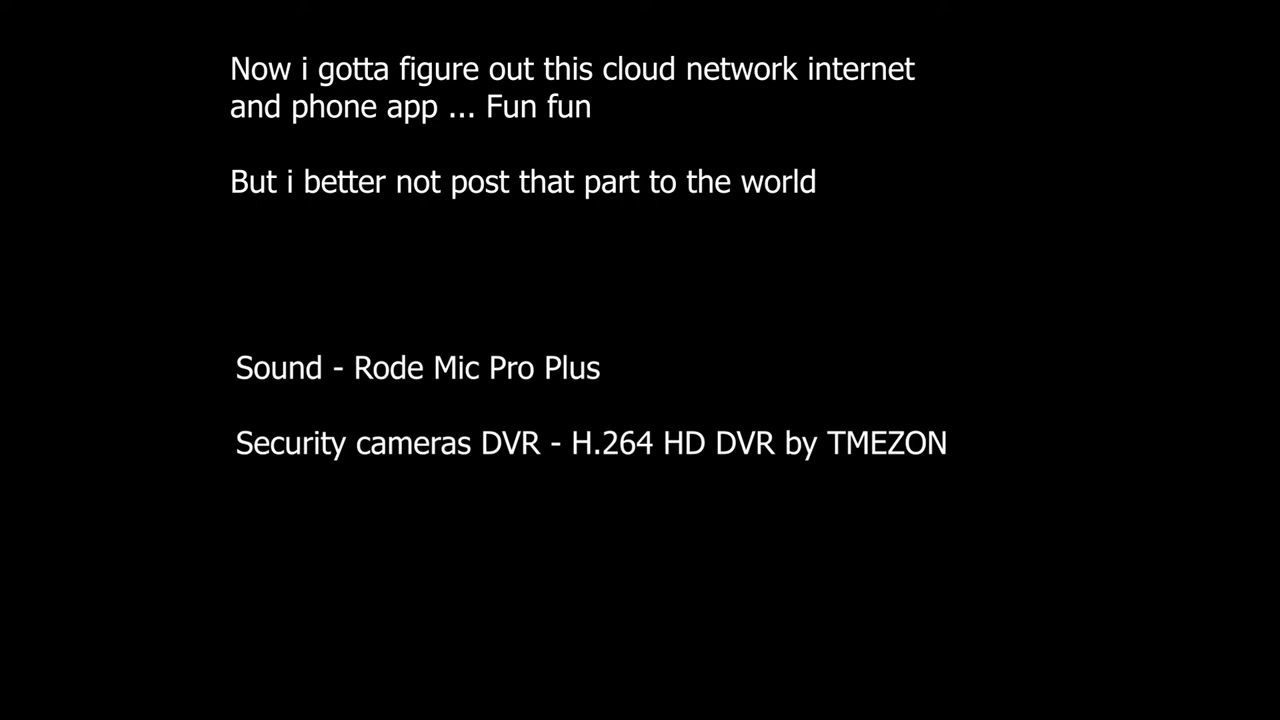 Now i gotta figure out this cloud network internet
and phone app ... Fun fun
But i better not post that part to the world
Sound - Rode Mic Pro Plus
Security cameras DVR - H.264 HD DVR by TMEZON